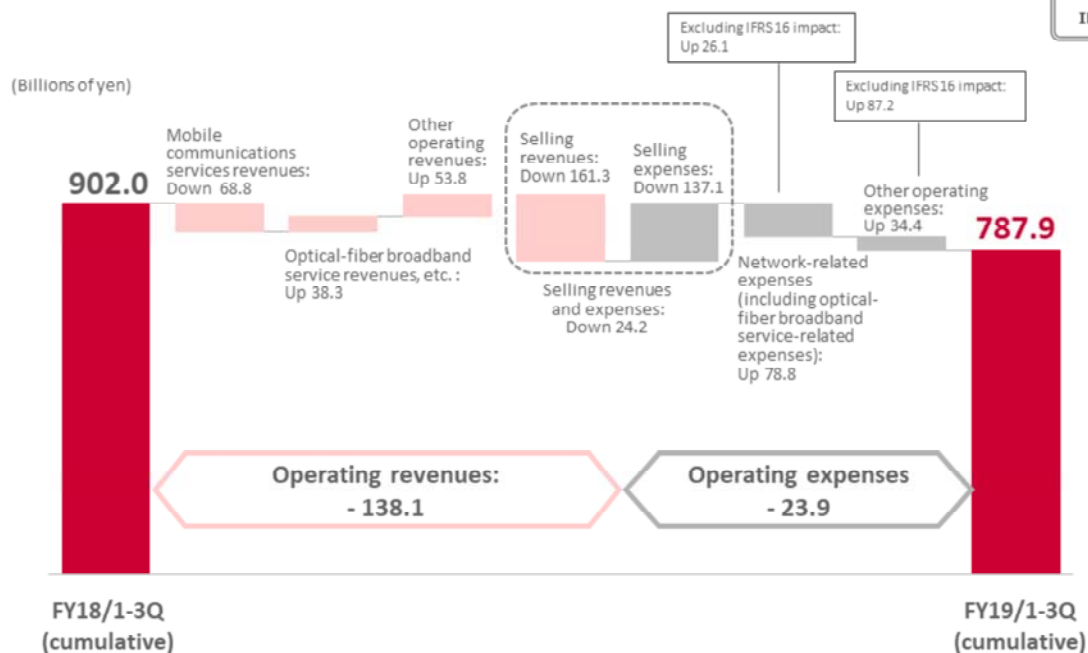 Excluding IFRS16 impact:
Up 26.1
(Billions of yen)
Excluding IFRS16 impact:
Up 87.2
902.0
Mobile
communications
services revenues:
Down 68.8
Optical-fiber broadband
service revenues, etc. :
Up 38.3
Other
operating
revenues:
Up 53.8
Selling
revenues:
Down 161.3
Selling
expenses:
Down 137.1
Selling revenues
and expenses:
Down 24.2
Network-related
expenses
(including optical-
fiber broadband
service-related
expenses):
Up 78.8
Other operating
expenses:
Up 34.4
787.9
Operating revenues:
- 138.1
Operating expenses
- 23.9
FY18/1-3Q
(cumulative)
FY19/1-3Q
(cumulative)